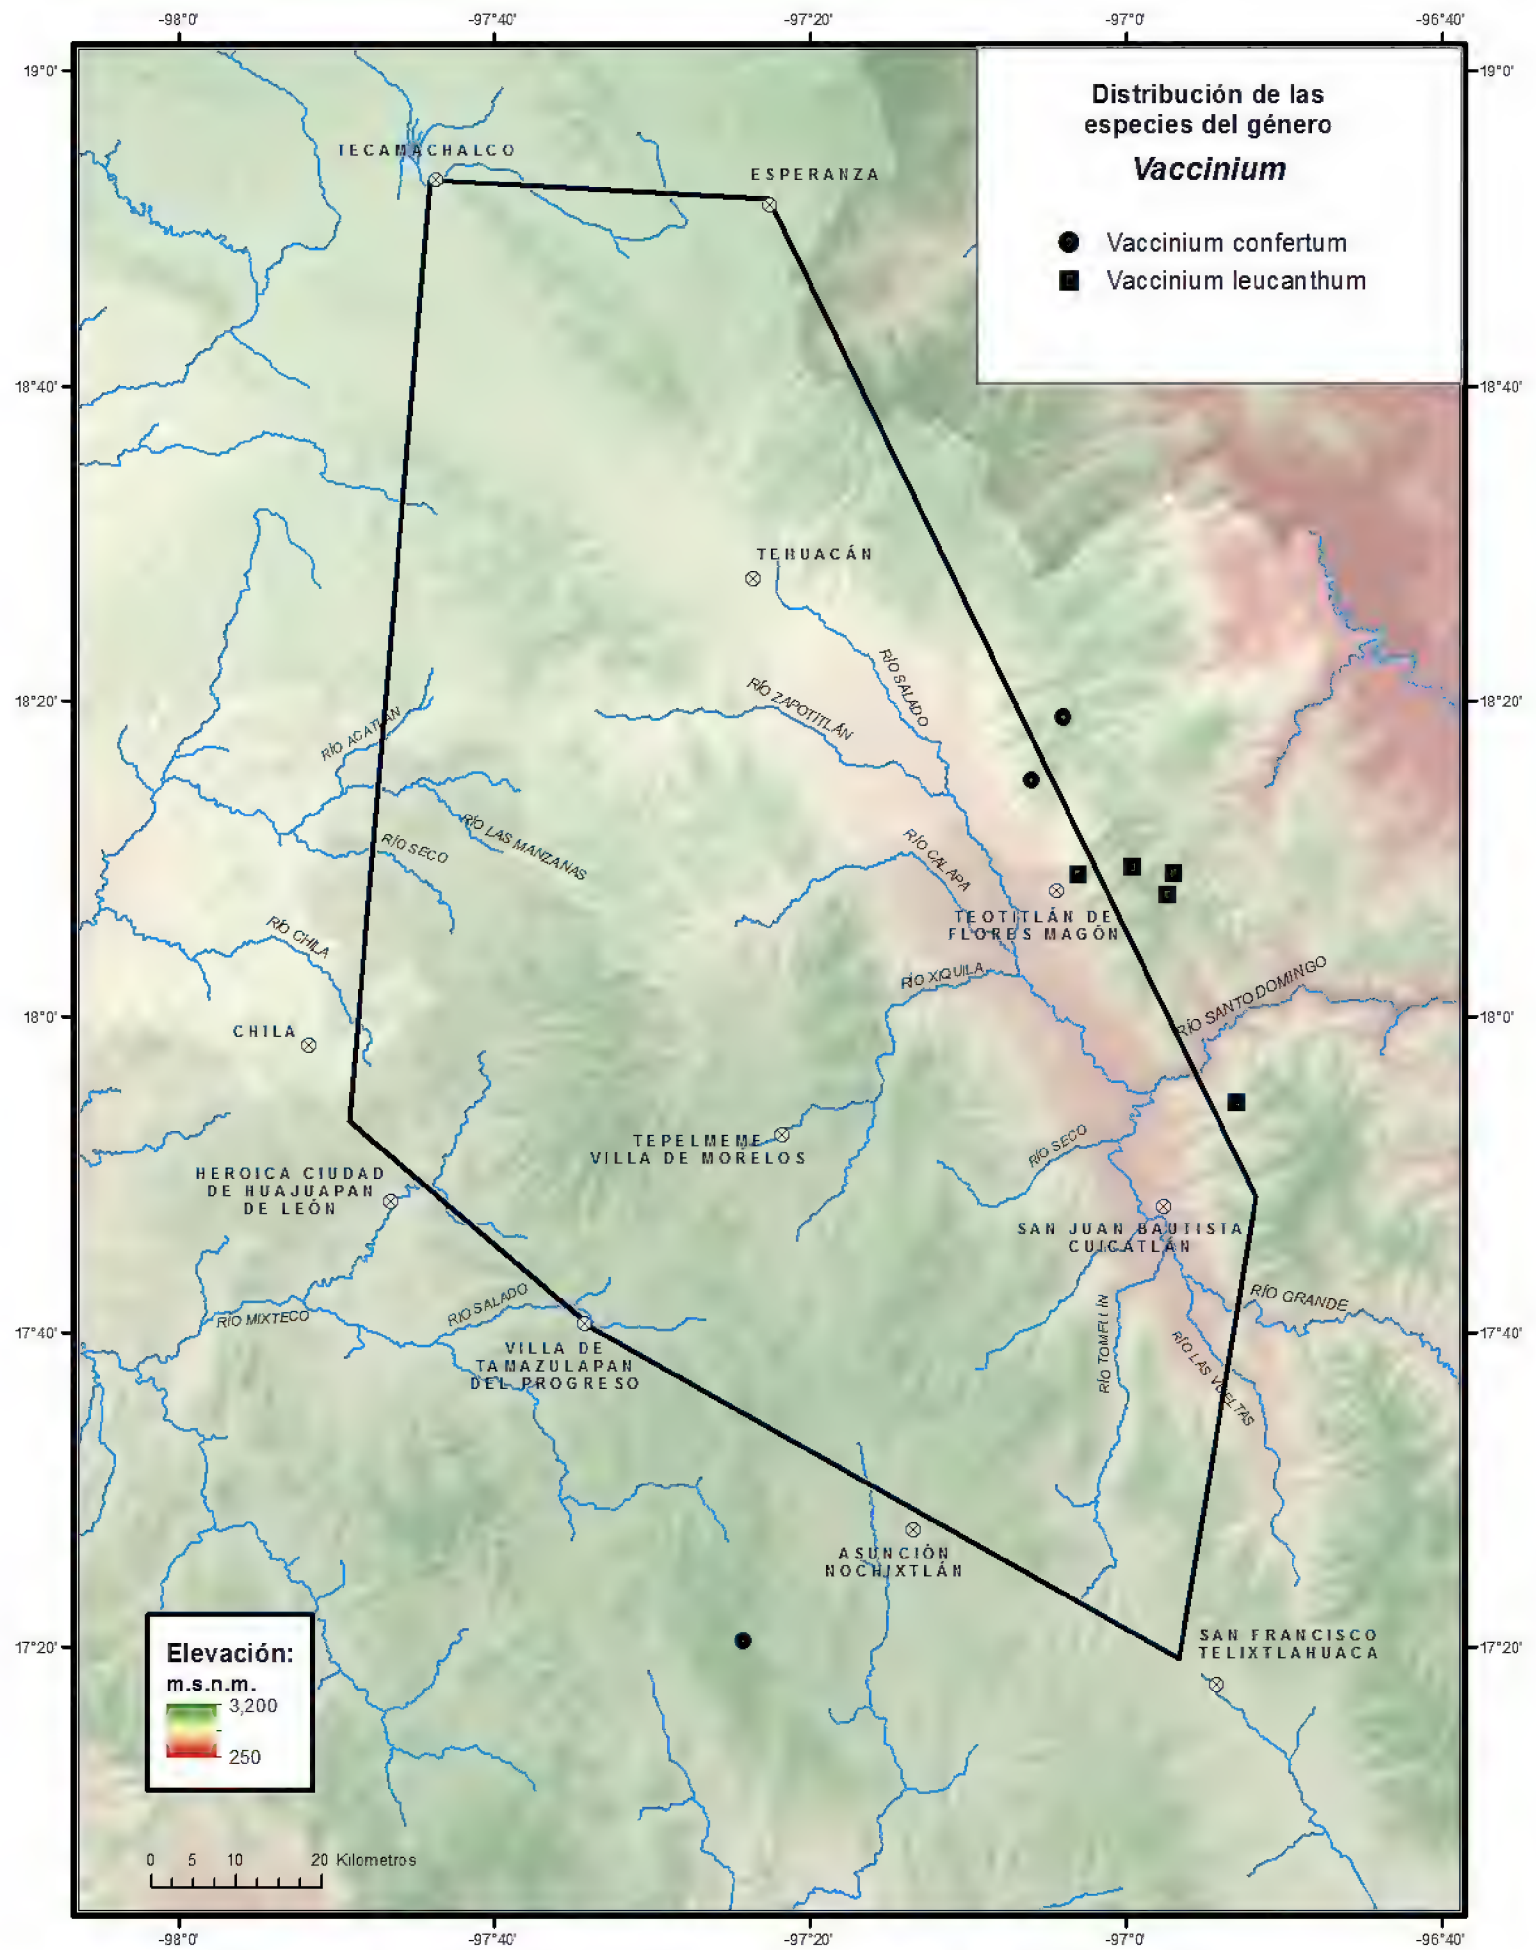 -98°0'
-97°40'
-97°20'
-97°0'
-96°40'
19°0'
19°0'
Distribución de las
especies del género
Vaccinium
Vaccinium confertum
Vaccinium leucanthum
TECAMACHALCO
ESPERANZA
18°40'
18°40'
TEHUACÁN
RÍO SALADO
RÍO ZAPOTITLÁN
18°20'
18°20'
RÍO ACATLÁN
RÍO LAS MANZANAS
RÍO SECO
RÍO CALAPA
TEOTITLÁN DE
FLORES MAGÓN
RÍO CHILA
RÍO XIQUILA
RÍO SANTO DOMINGO
18°0'
18°0'
CHILA
TEPELMEME
VILLA DE MORELOS
RÍO SECO
HEROICA CIUDAD
DE HUAJUAPAN
DE LEÓN
SAN JUAN BAUTISTA
CUICATLÁN
RÍO GRANDE
RÍO SALADO
RÍO MIXTECO
17°40'
17°40'
VILLA DE
TAMAZULAPAN
DEL PROGRESO
RÍO TOMELLÍN
RÍO LAS VUELTAS
ASUNCIÓN
NOCHIXTLÁN
17°20'
17°20'
SAN FRANCISCO
TELIXTLAHUACA
Elevación:
m.s.n.m.
3,200
250
0 5 10 20 Kilometros
-98°0'
-97°40'
-97°20'
-97°0'
-96°40'